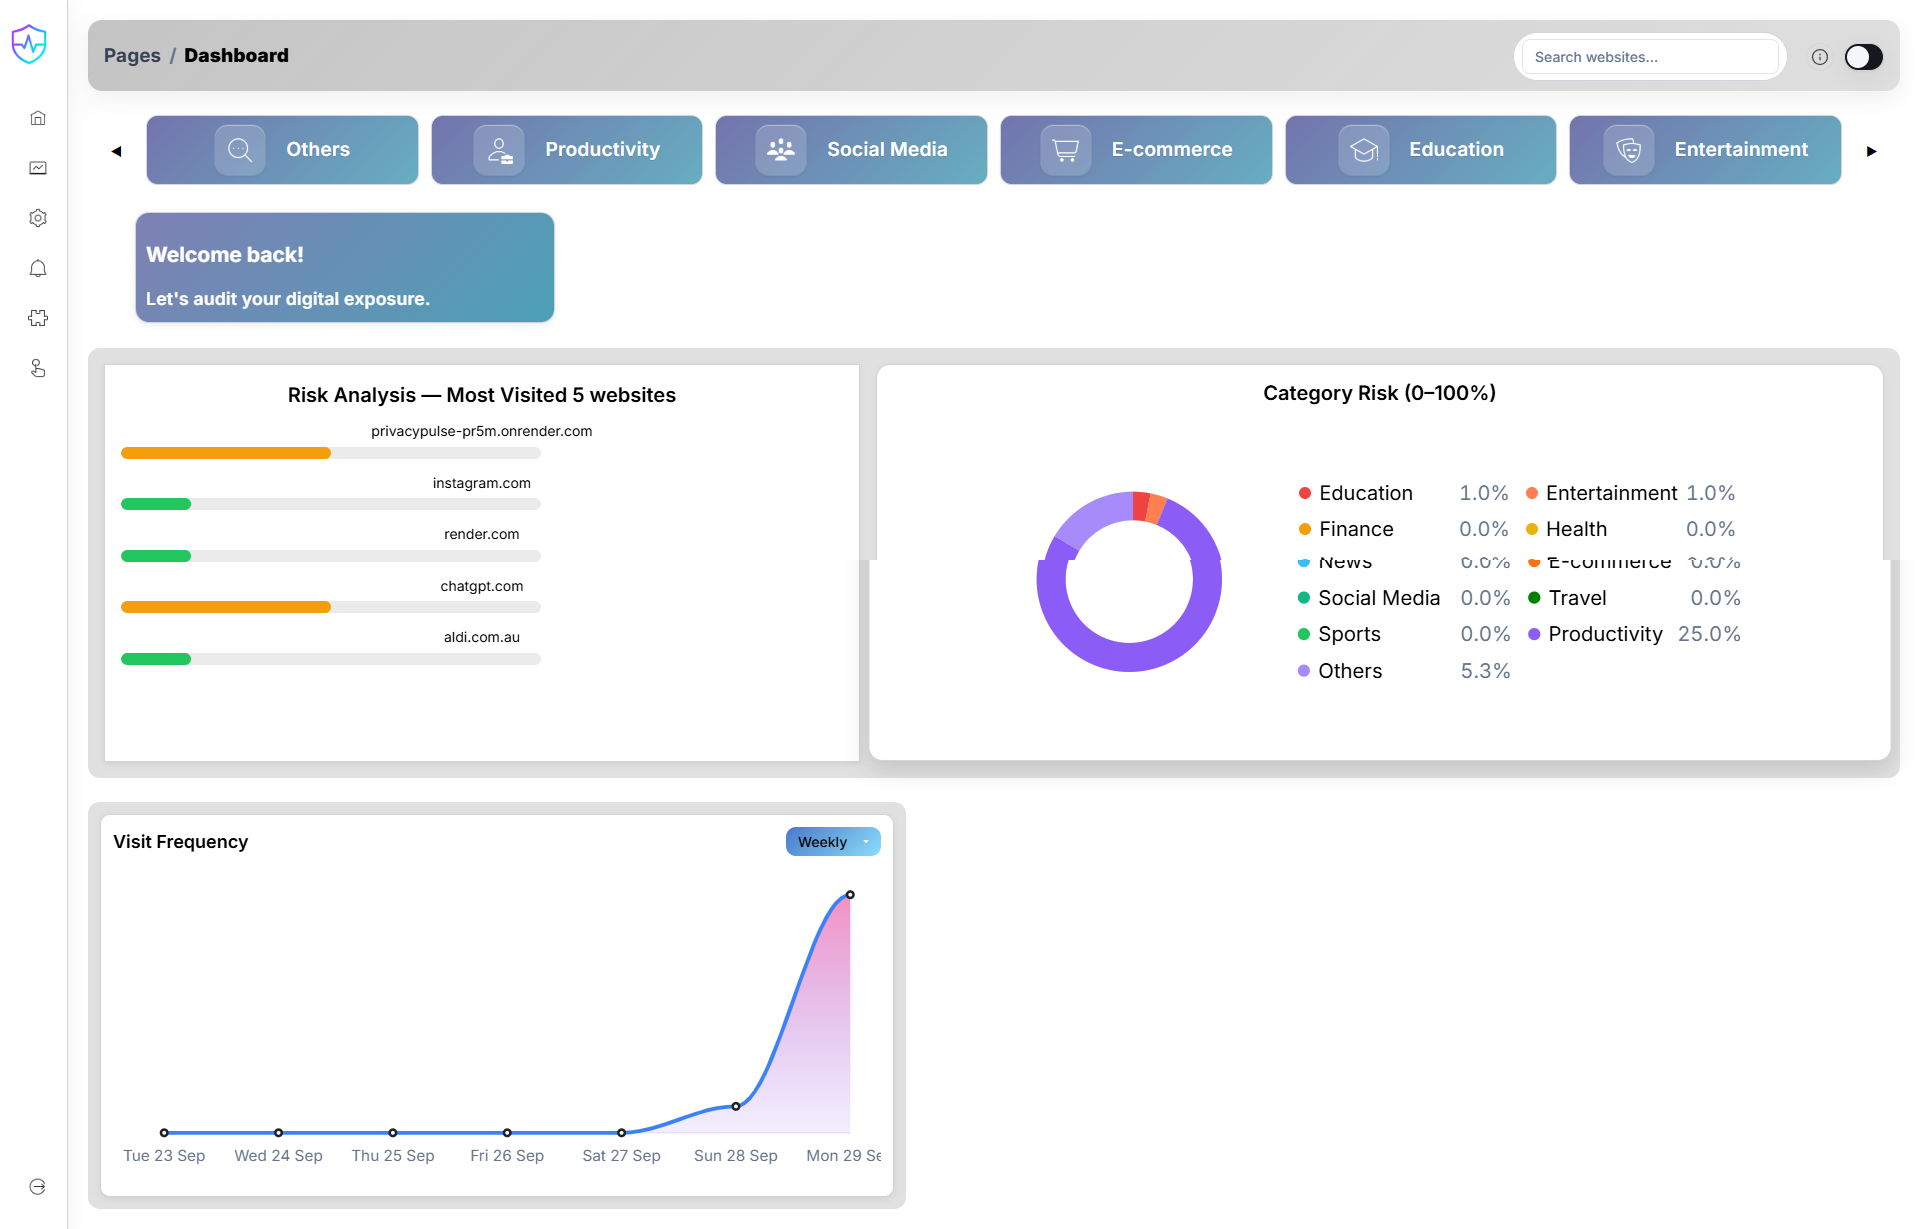 Pages / Dashboard
Search websites...
Others
Productivity
Social Media
E-commerce
Education
Entertainment
Welcome back!
Let's audit your digital exposure.
Risk Analysis — Most Visited 5 websites
privacypulse-pr5m.onrender.com
instagram.com
render.com
chatgpt.com
aldi.com.au
Category Risk (0–100%)
Education 1.0% Entertainment 1.0%
Finance 0.0% Health 0.0%
News 0.0% E-commerce 0.0%
Social Media 0.0% Travel 0.0%
Sports 0.0% Productivity 25.0%
Others 5.3%
Visit Frequency
Weekly
Tue 23 Sep Wed 24 Sep Thu 25 Sep Fri 26 Sep Sat 27 Sep Sun 28 Sep Mon 29 Se